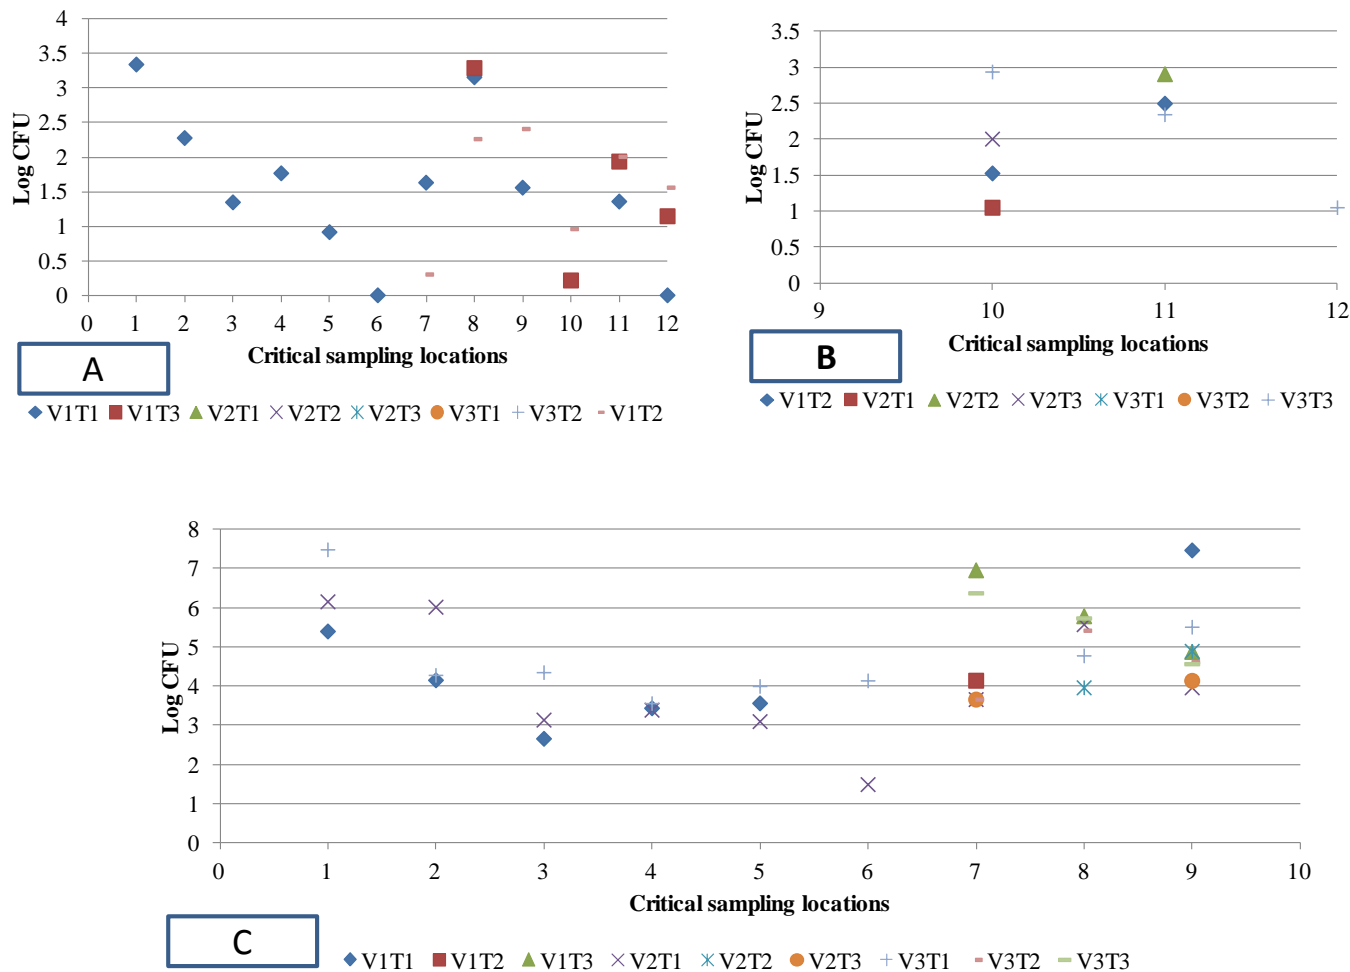 4
3.5
3
2.5
2
1.5
1
0.5
0
Log CFU
0 1 2 3 4 5 6 7 8 9 10 11 12
Critical sampling locations
A
V1T1 V1T3 V2T1 V2T2 V2T3 V3T1 V3T2 V1T2
3.5
3
2.5
2
1.5
1
0.5
0
Log CFU
9 10 11 12
Critical sampling locations
B
V1T2 V2T1 V2T2 V2T3 V3T1 V3T2 V3T3
8
7
6
5
4
3
2
1
0
Log CFU
0 1 2 3 4 5 6 7 8 9 10
Critical sampling locations
C
V1T1 V1T2 V1T3 V2T1 V2T2 V2T3 V3T1 V3T2 V3T3